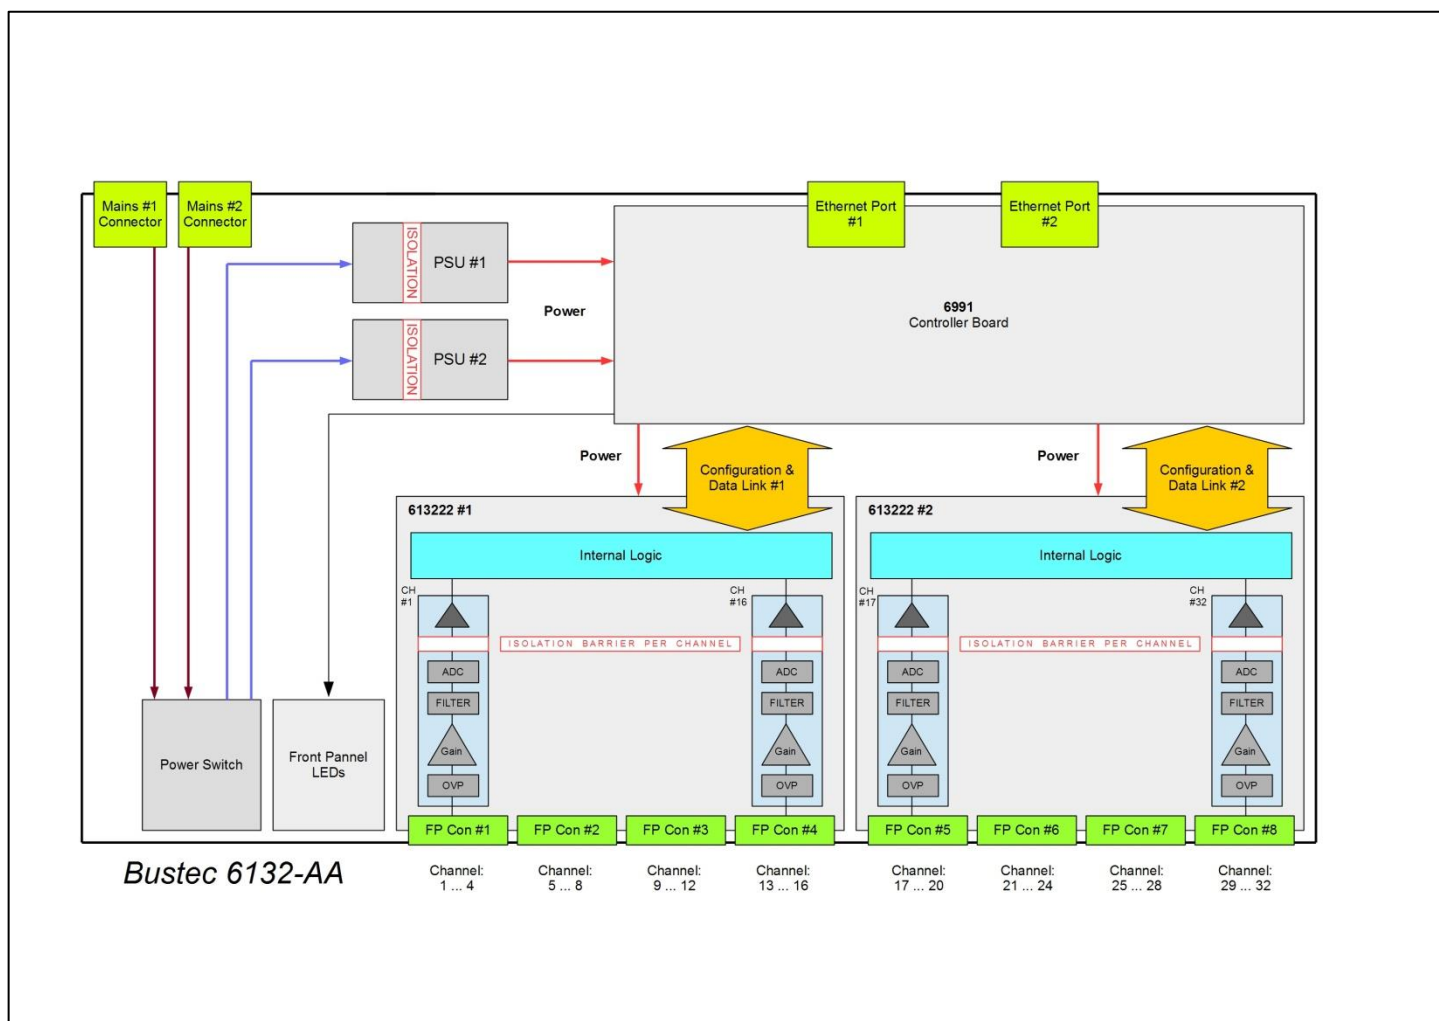 Mains #1
Connector
Mains #2
Connector
Ethernet Port
#1
Ethernet Port
#2
ISOLATION
PSU #1
ISOLATION
PSU #2
Power
6991
Controller Board
Power
Configuration &
Data Link #1
Power
Configuration &
Data Link #2
613222 #1
Internal Logic
613222 #2
Internal Logic
CH
#1
CH
#16
CH
#17
CH
#32
ISOLATION BARRIER PER CHANNEL
ISOLATION BARRIER PER CHANNEL
ADC
ADC
ADC
ADC
FILTER
FILTER
FILTER
FILTER
Gain
Gain
Gain
Gain
OVP
OVP
OVP
OVP
Power Switch
Front Pannel
LEDs
FP Con #1
FP Con #2
FP Con #3
FP Con #4
FP Con #5
FP Con #6
FP Con #7
FP Con #8
Bustec 6132-AA
Channel:
1 ... 4
Channel:
5 ... 8
Channel:
9 ... 12
Channel:
13 ... 16
Channel:
17 ... 20
Channel:
21 ... 24
Channel:
25 ... 28
Channel:
29 ... 32